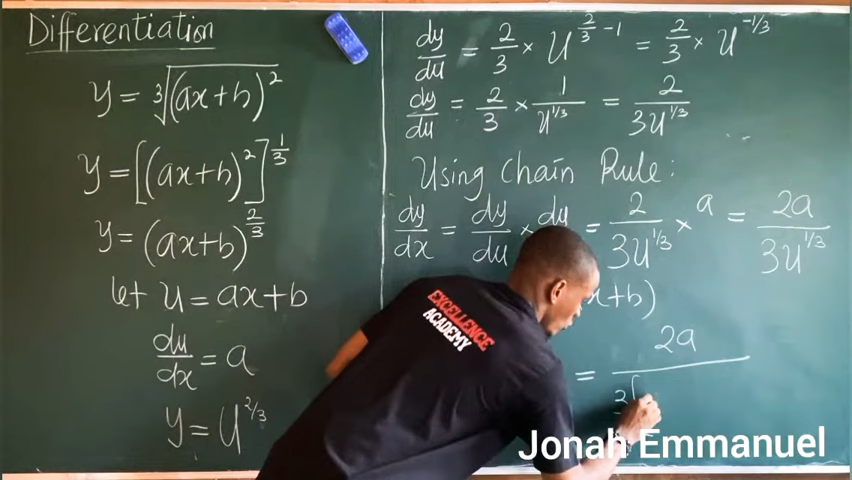 Differentiation
y = ∛(ax+b)²
y = [(ax+b)²]^{1/3}
y = (ax+b)^{2/3}
let u = ax+b
du/dx = a
y = u^{2/3}
dy/du = 2/3 × u^{2/3 - 1} = 2/3 × u^{-1/3}
dy/du = 2/3 × 1/u^{1/3} = 2/3u^{1/3}
Using Chain Rule:
dy/dx = dy/du × du = 2/3u^{1/3} × a = 2a/3u^{1/3}
x+b)
= 2a
EXCELLENCE
ACADEMY
Jonah Emmanuel